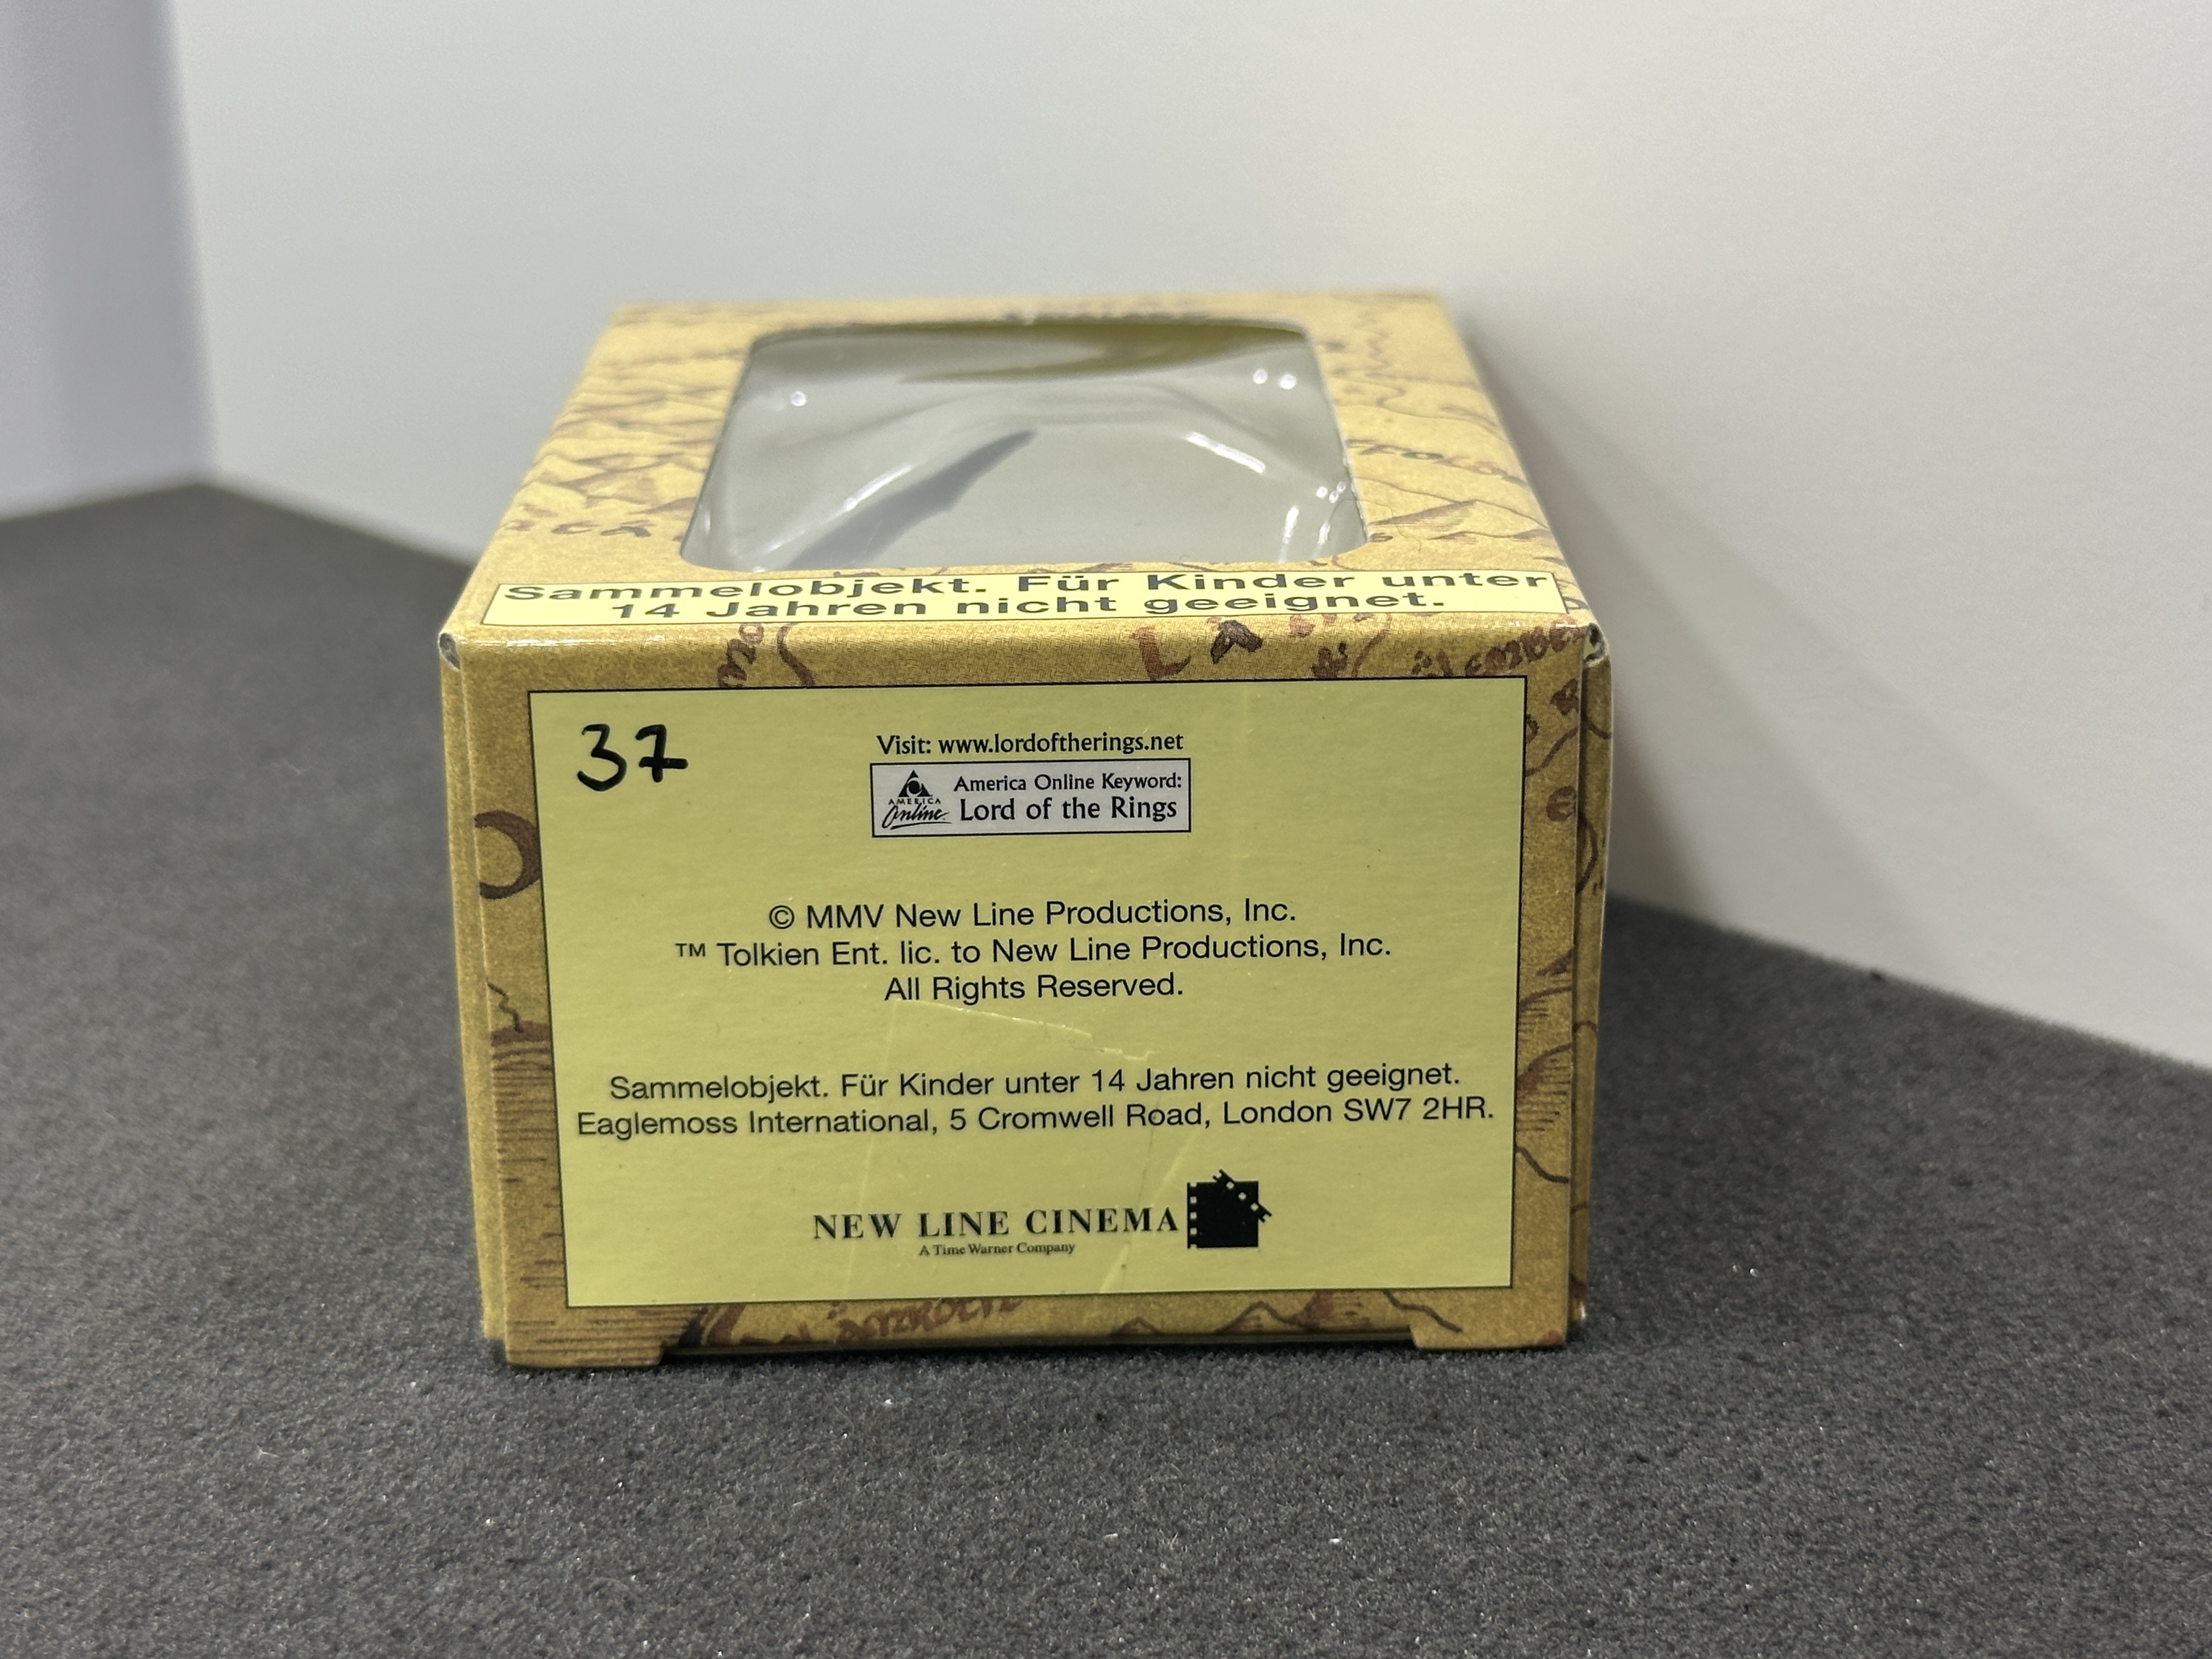 Sammelobjekt. Für Kinder unter
14 Jahren nicht geeignet.
LA
37
Visit: www.lordoftherings.net
AMERICA
Online
America Online Keyword:
Lord of the Rings
© MMV New Line Productions, Inc.
™ Tolkien Ent. lic. to New Line Productions, Inc.
All Rights Reserved.
Sammelobjekt. Für Kinder unter 14 Jahren nicht geeignet.
Eaglemoss International, 5 Cromwell Road, London SW7 2HR.
NEW LINE CINEMA
A Time Warner Company